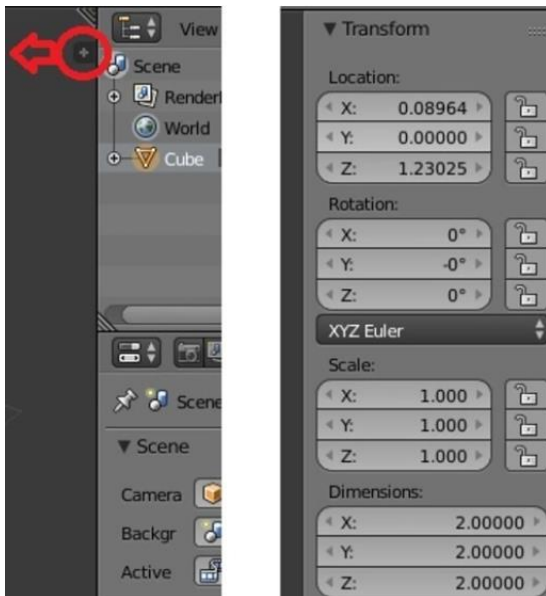 View
Scene
Render
World
Cube
Scene
Scene
Camera
Backgr
Active
Transform
Location:
X: 0.08964
Y: 0.00000
Z: 1.23025
Rotation:
X: 0°
Y: -0°
Z: 0°
XYZ Euler
Scale:
X: 1.000
Y: 1.000
Z: 1.000
Dimensions:
X: 2.00000
Y: 2.00000
Z: 2.00000